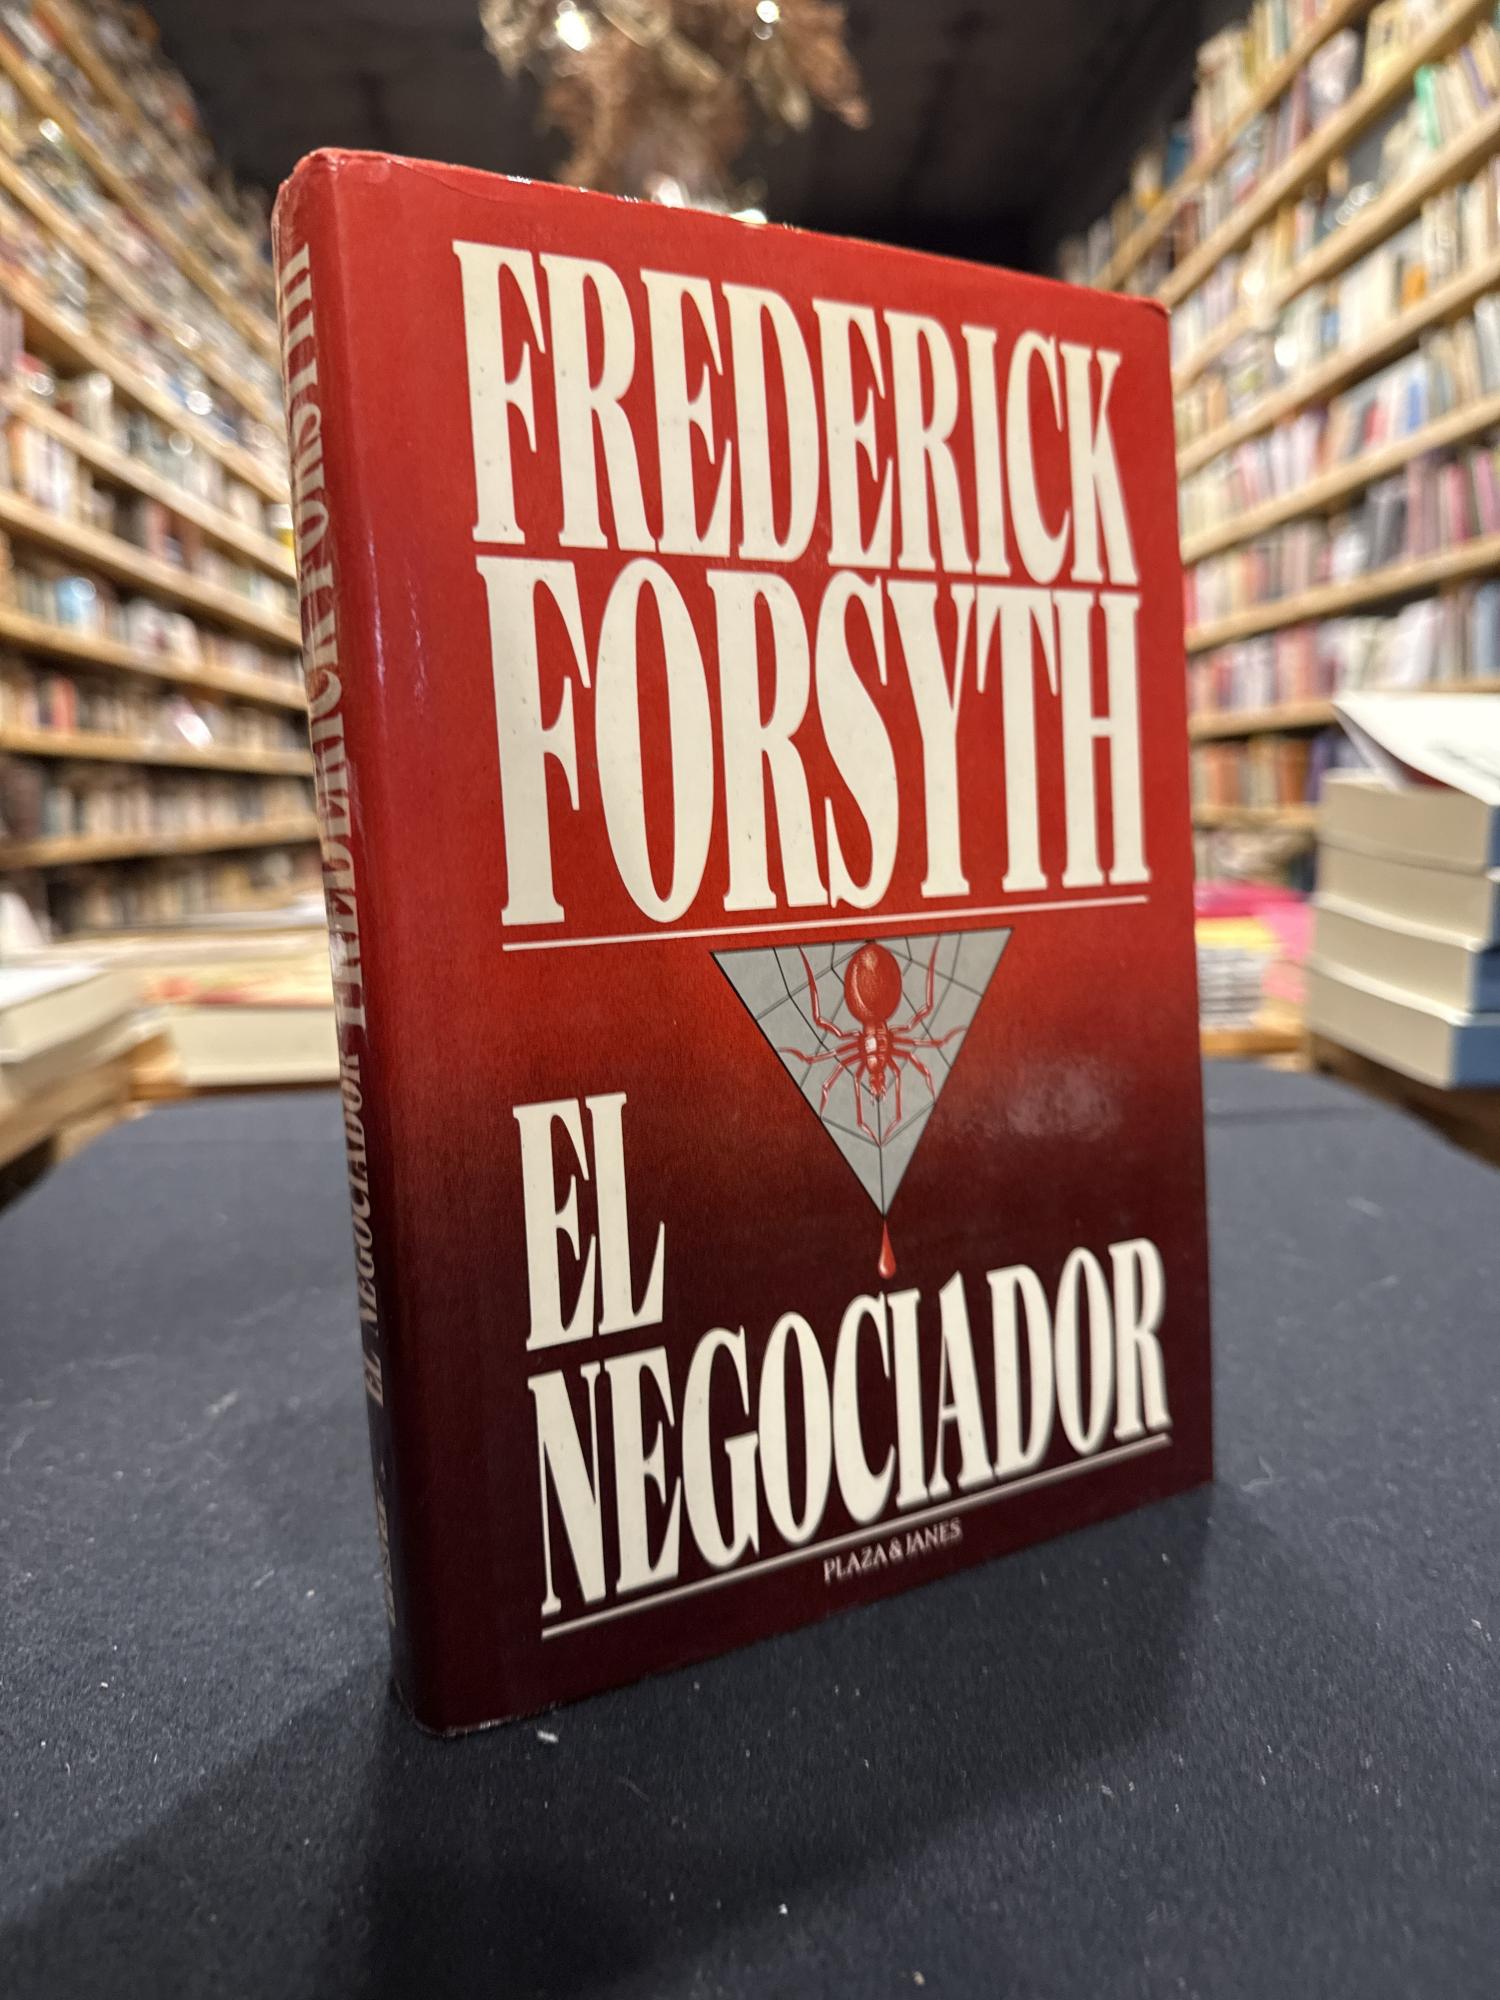 FREDERICK
FORSYTH
EL
NEGOCIADOR
PLAZA & JANES
EL NEGOCIADOR FREDERICK FORSYTH